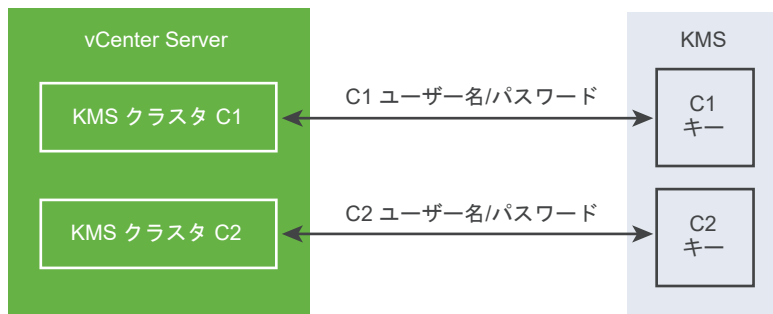 vCenter Server
KMS
KMS クラスタ C1
C1 ユーザー名/パスワード
C1
キー
KMS クラスタ C2
C2 ユーザー名/パスワード
C2
キー